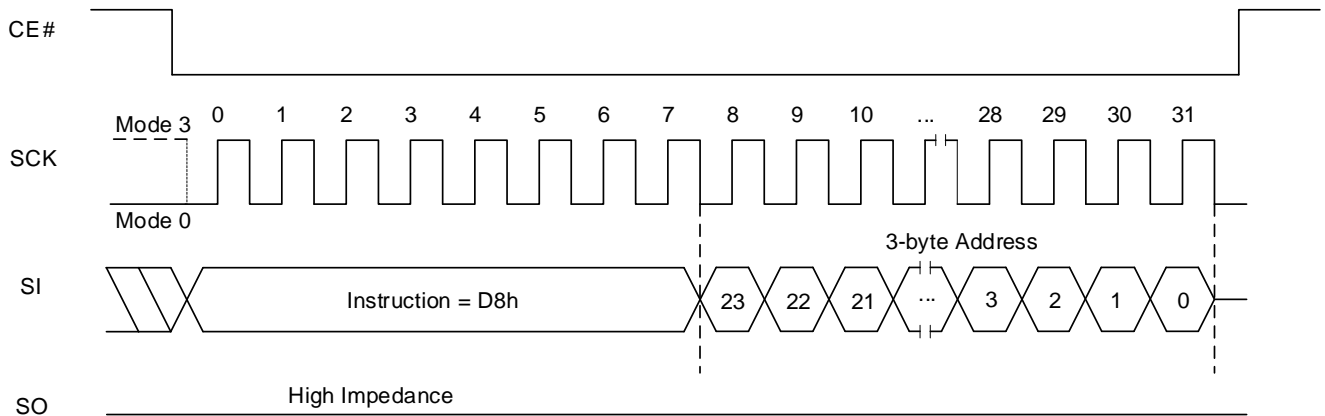 CE#
0 1 2 3 4 5 6 7 8 9 10 ... 28 29 30 31
Mode 3
SCK
Mode 0
3-byte Address
SI
Instruction = D8h 23 22 21 ... 3 2 1 0
High Impedance
SO